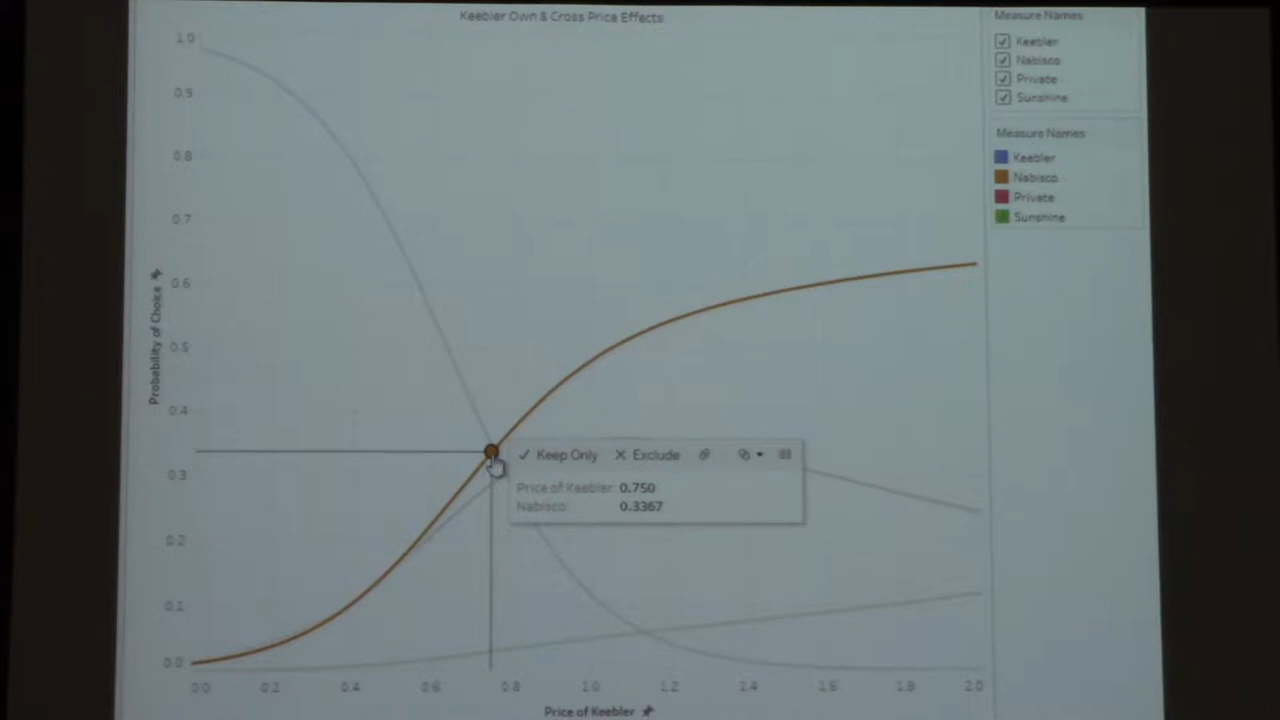 Keebler Own & Cross Price Effects
Measure Names
Keebler
Nabisco
Private
Sunshine
Measure Names
Keebler
Nabisco
Private
Sunshine
1.0
0.9
0.8
0.7
0.6
0.5
0.4
0.3
0.2
0.1
0.0
Probability of Choice
Keep Only Exclude
Price of Keebler: 0.750
Nabisco: 0.3367
0.0 0.2 0.4 0.6 0.8 1.0 1.2 1.4 1.6 1.8 2.0
Price of Keebler